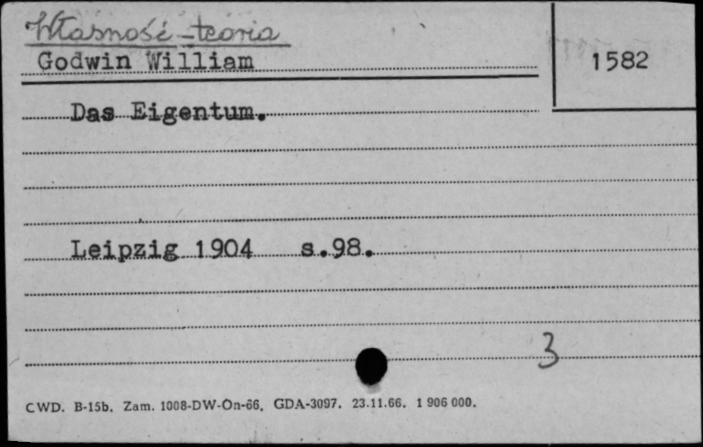 Własność - teoria
Godwin William
1582
Das Eigentum.
Leipzig 1904 s.98.
3
CWD. B-15b. Zam. 1008-DW-On-66. GDA-3097. 23.11.66. 1 906 000.